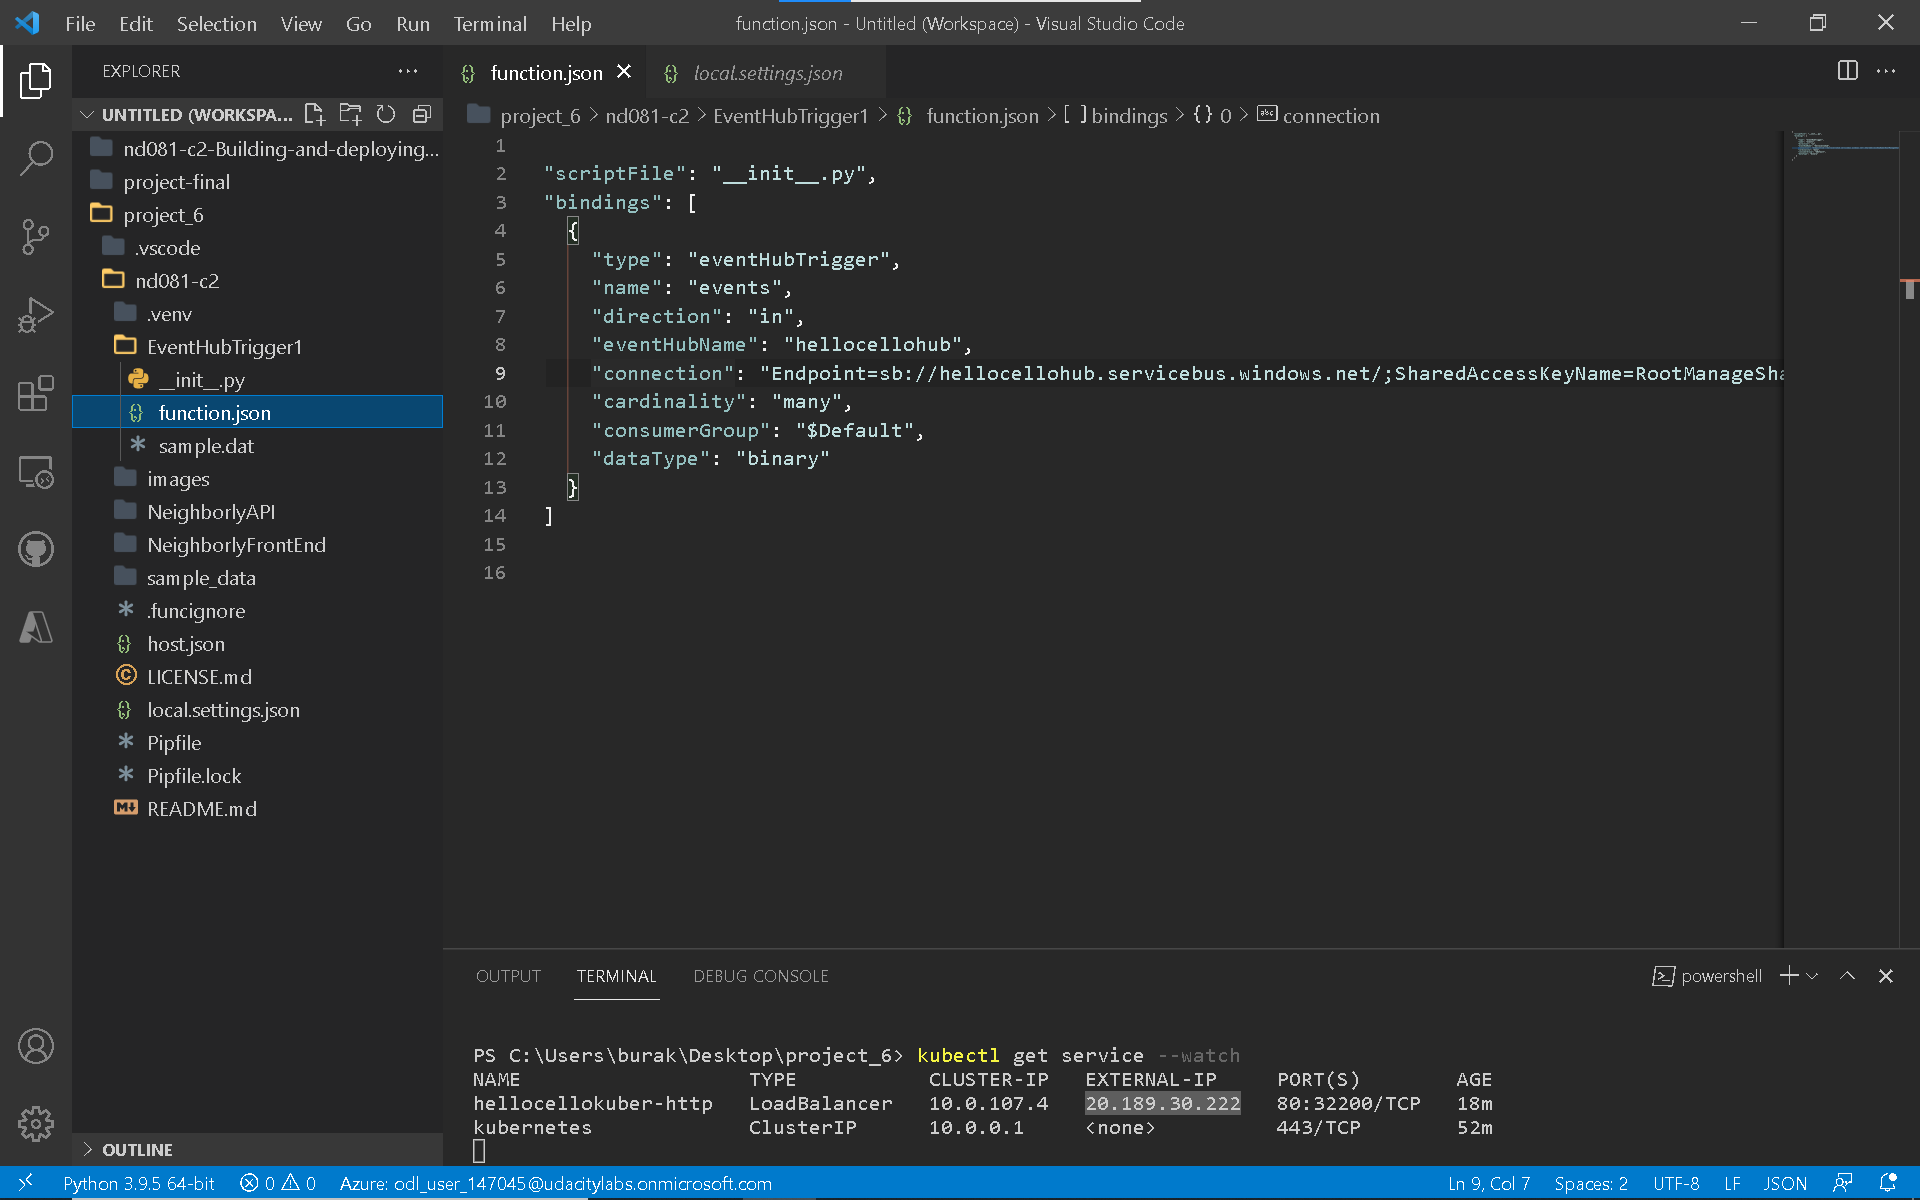 File Edit Selection View Go Run Terminal Help
function.json - Untitled (Workspace) - Visual Studio Code
EXPLORER
UNTITLED (WORKSPA...
nd081-c2-Building-and-deploying...
project-final
project_6
.vscode
nd081-c2
.venv
EventHubTrigger1
__init__.py
function.json
sample.dat
images
NeighborlyAPI
NeighborlyFrontEnd
sample_data
.funcignore
host.json
LICENSE.md
local.settings.json
Pipfile
Pipfile.lock
README.md
OUTLINE
function.json
local.settings.json
project_6 > nd081-c2 > EventHubTrigger1 > {} function.json > [ ] bindings > {} 0 > abc connection
1
2 "scriptFile": "__init__.py",
3 "bindings": [
4 {
5 "type": "eventHubTrigger",
6 "name": "events",
7 "direction": "in",
8 "eventHubName": "hellocellohub",
9 "connection": "Endpoint=sb://hellocellohub.servicebus.windows.net/;SharedAccessKeyName=RootManageSha
10 "cardinality": "many",
11 "consumerGroup": "$Default",
12 "dataType": "binary"
13 }
14 ]
15
16
OUTPUT TERMINAL DEBUG CONSOLE
powershell
PS C:\Users\burak\Desktop\project_6> kubectl get service --watch
NAME TYPE CLUSTER-IP EXTERNAL-IP PORT(S) AGE
hellocellokuber-http LoadBalancer 10.0.107.4 20.189.30.222 80:32200/TCP 18m
kubernetes ClusterIP 10.0.0.1 <none> 443/TCP 52m
Python 3.9.5 64-bit 0 0 Azure: odl_user_147045@udacitylabs.onmicrosoft.com Ln 9, Col 7 Spaces: 2 UTF-8 LF JSON